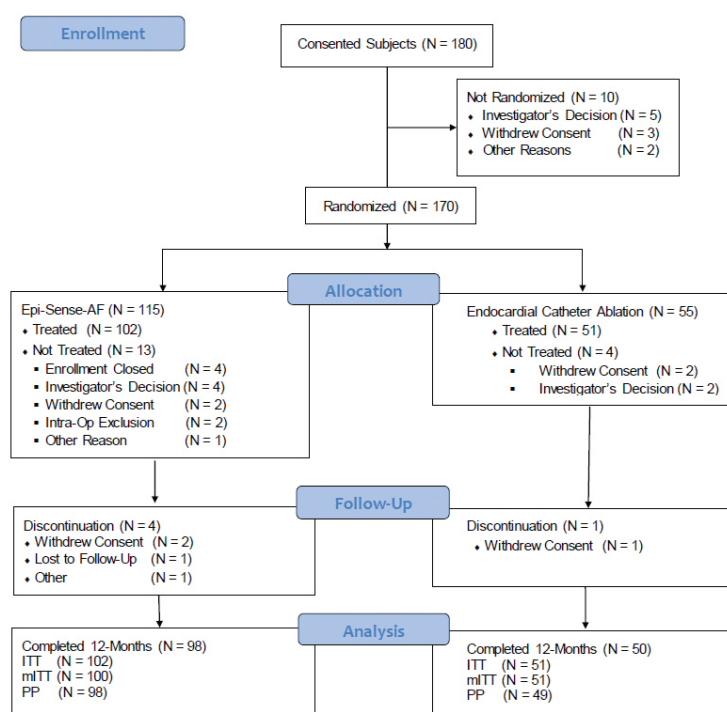 Enrollment
Consented Subjects (N = 180)
Not Randomized (N = 10)
⬧ Investigator's Decision (N = 5)
⬧ Withdrew Consent (N = 3)
⬧ Other Reasons (N = 2)
Randomized (N = 170)
Allocation
Epi-Sense-AF (N = 115)
⬧ Treated (N = 102)
⬧ Not Treated (N = 13)
▪ Enrollment Closed (N = 4)
▪ Investigator's Decision (N = 4)
▪ Withdrew Consent (N = 2)
▪ Intra-Op Exclusion (N = 2)
▪ Other Reason (N = 1)
Endocardial Catheter Ablation (N = 55)
⬧ Treated (N = 51)
⬧ Not Treated (N = 4)
▪ Withdrew Consent (N = 2)
▪ Investigator's Decision (N = 2)
Follow-Up
Discontinuation (N = 4)
⬧ Withdrew Consent (N = 2)
⬧ Lost to Follow-Up (N = 1)
⬧ Other (N = 1)
Discontinuation (N = 1)
⬧ Withdrew Consent (N = 1)
Analysis
Completed 12-Months (N = 98)
ITT (N = 102)
mITT (N = 100)
PP (N = 98)
Completed 12-Months (N = 50)
ITT (N = 51)
mITT (N = 51)
PP (N = 49)